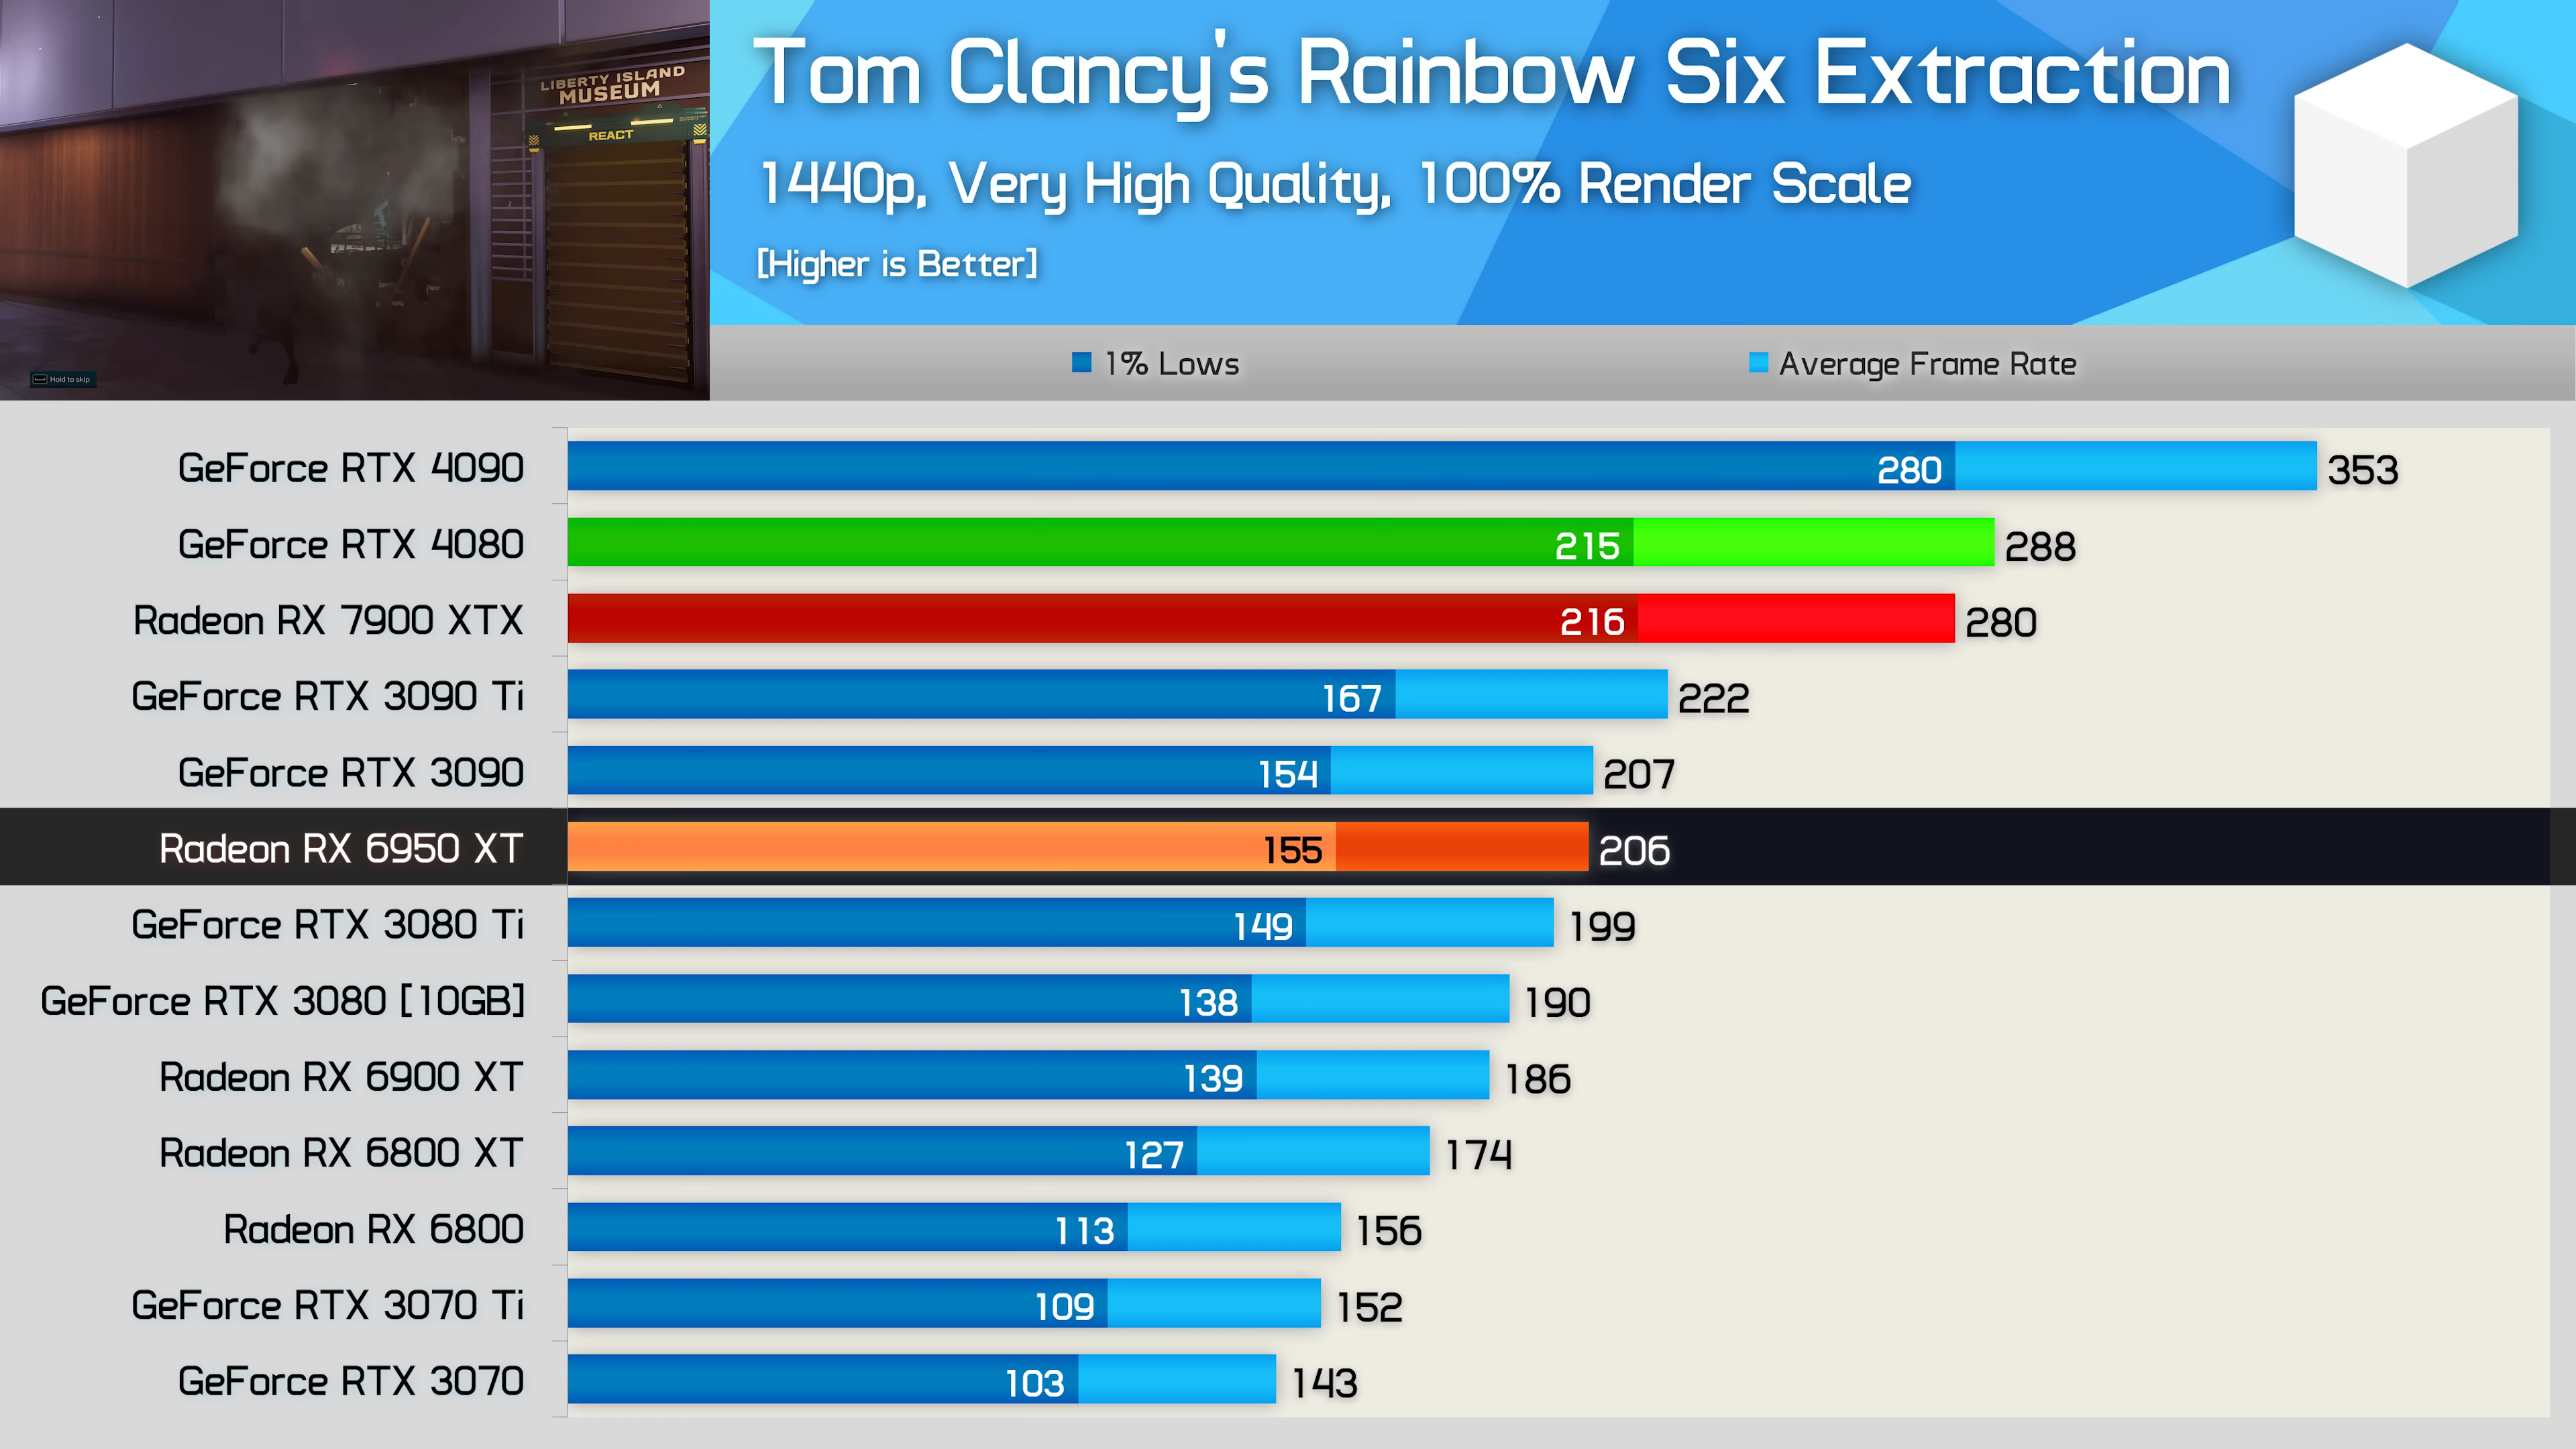 LIBERTY ISLAND
MUSEUM
REACT
Hold to skip
Tom Clancy's Rainbow Six Extraction
1440p, Very High Quality, 100% Render Scale
[Higher is Better]
1% Lows
Average Frame Rate
GeForce RTX 4090 280 353
GeForce RTX 4080 215 288
Radeon RX 7900 XTX 216 280
GeForce RTX 3090 Ti 167 222
GeForce RTX 3090 154 207
Radeon RX 6950 XT 155 206
GeForce RTX 3080 Ti 149 199
GeForce RTX 3080 [10GB] 138 190
Radeon RX 6900 XT 139 186
Radeon RX 6800 XT 127 174
Radeon RX 6800 113 156
GeForce RTX 3070 Ti 109 152
GeForce RTX 3070 103 143